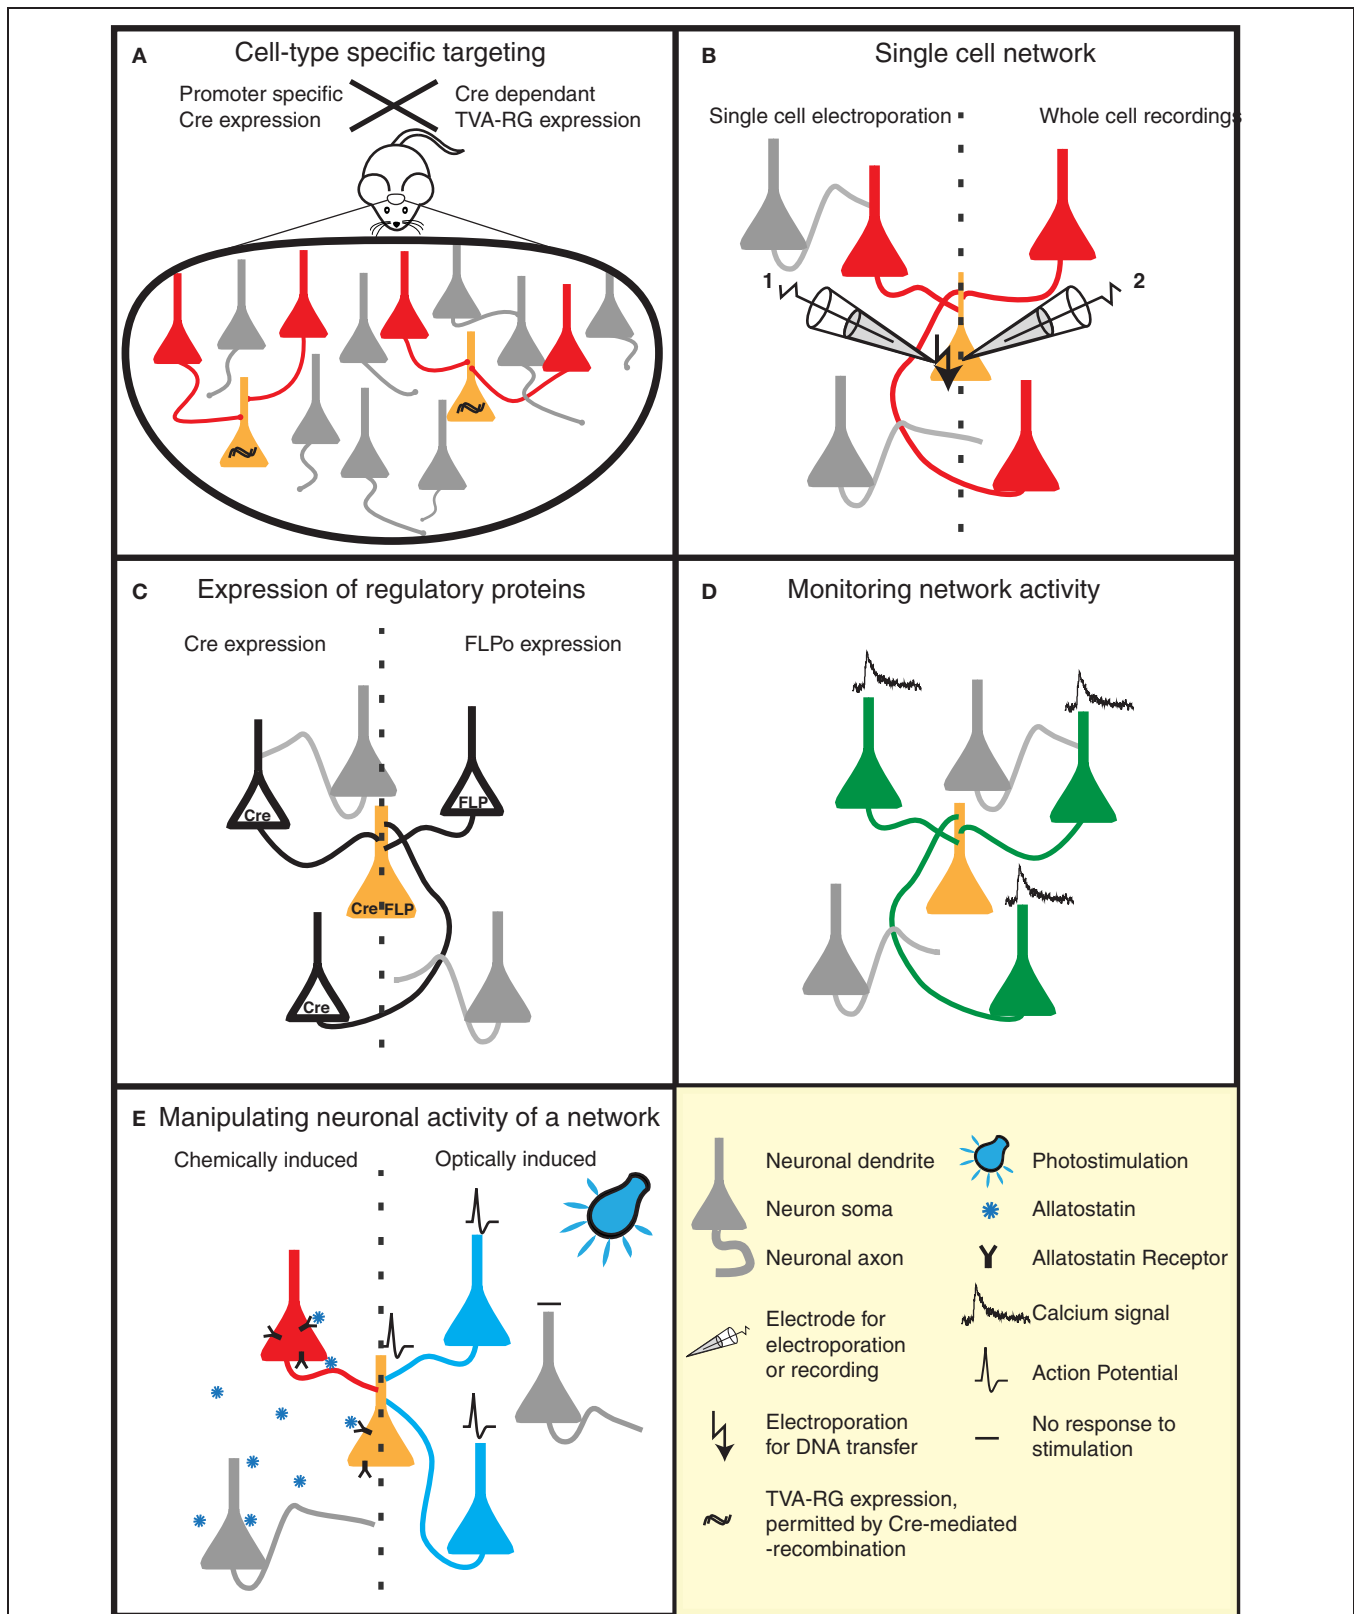 A Cell-type specific targeting
Promoter specific
Cre expression
Cre dependant
TVA-RG expression
B Single cell network
Single cell electroporation
Whole cell recordings
1
2
C Expression of regulatory proteins
Cre expression
FLPo expression
Cre
FLP
Cre FLP
Cre
D Monitoring network activity
E Manipulating neuronal activity of a network
Chemically induced
Optically induced
Neuronal dendrite
Neuron soma
Neuronal axon
Electrode for
electroporation
or recording
Electroporation
for DNA transfer
TVA-RG expression,
permitted by Cre-mediated
-recombination
Photostimulation
Allatostatin
Allatostatin Receptor
Calcium signal
Action Potential
No response to
stimulation